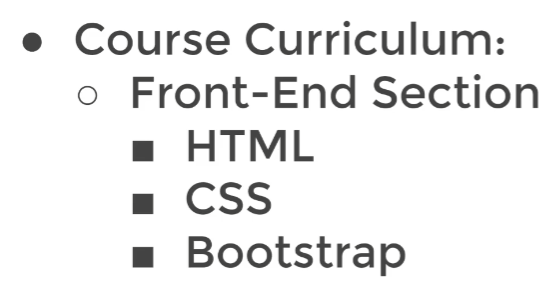 ● Course Curriculum:
○ Front-End Section
■ HTML
■ CSS
■ Bootstrap